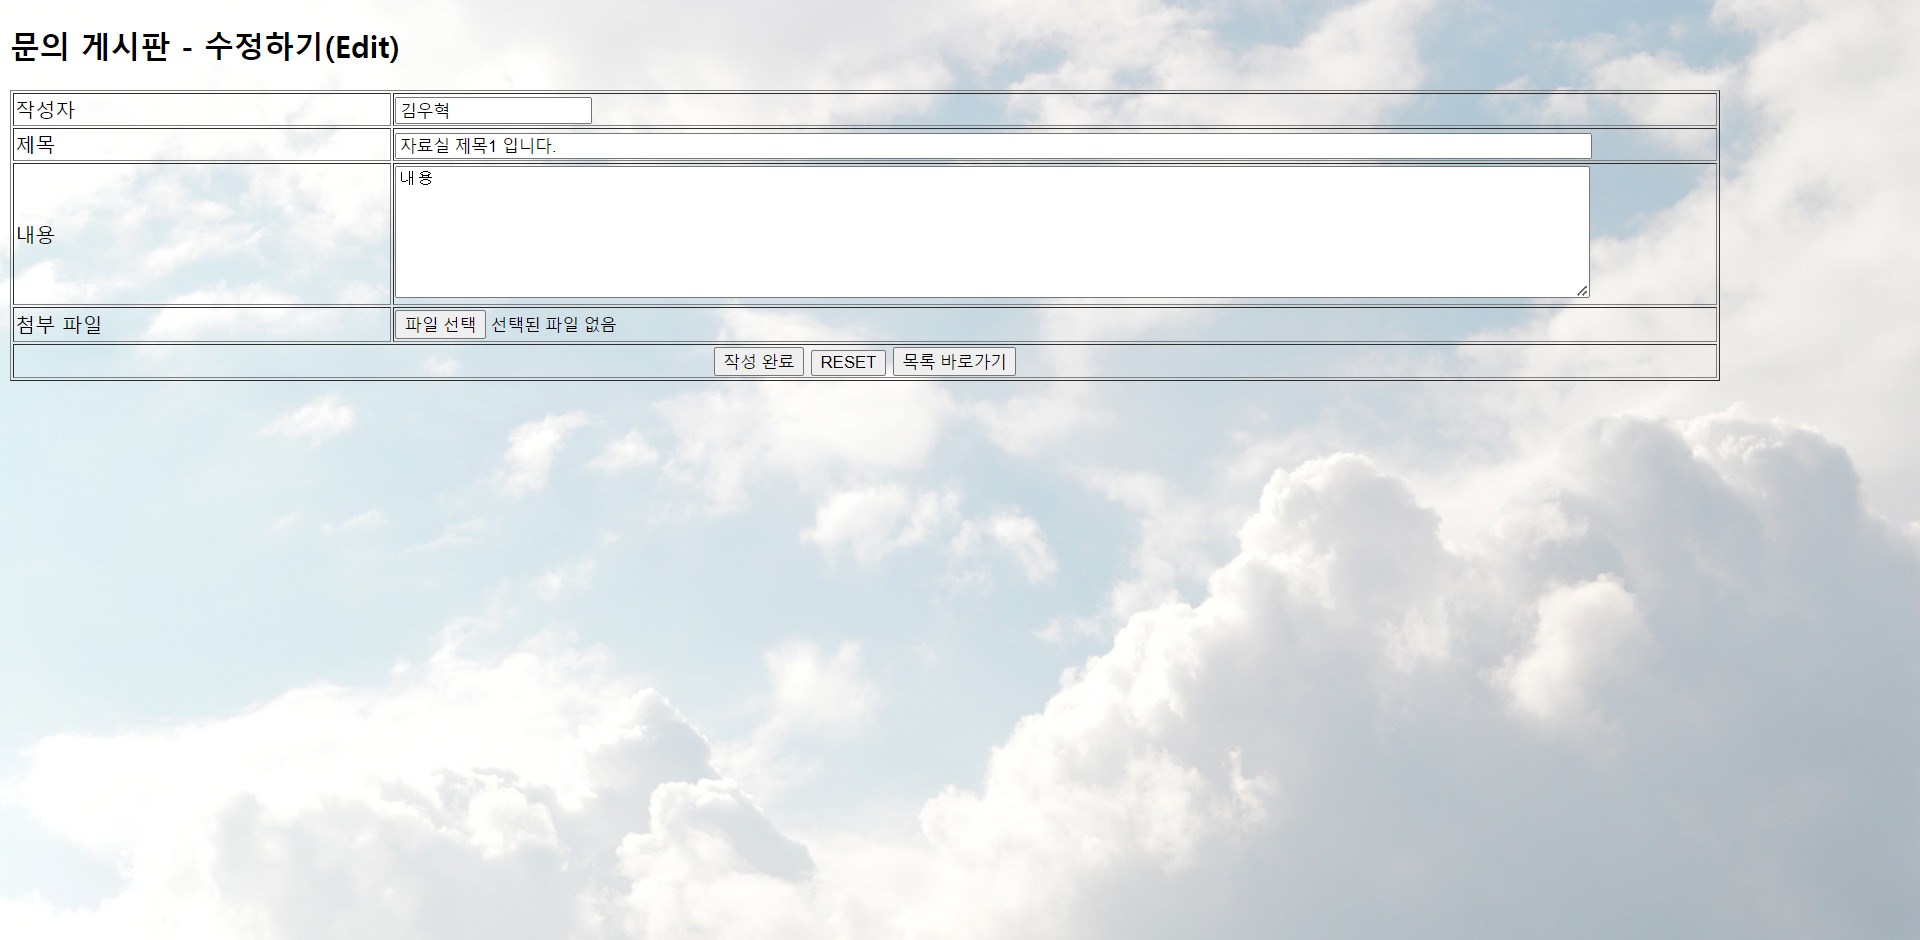 문의 게시판 - 수정하기(Edit)
작성자 김우혁
제목 자료실 제목1 입니다.
내용 내용
첨부 파일 파일 선택 선택된 파일 없음
작성 완료 RESET 목록 바로가기